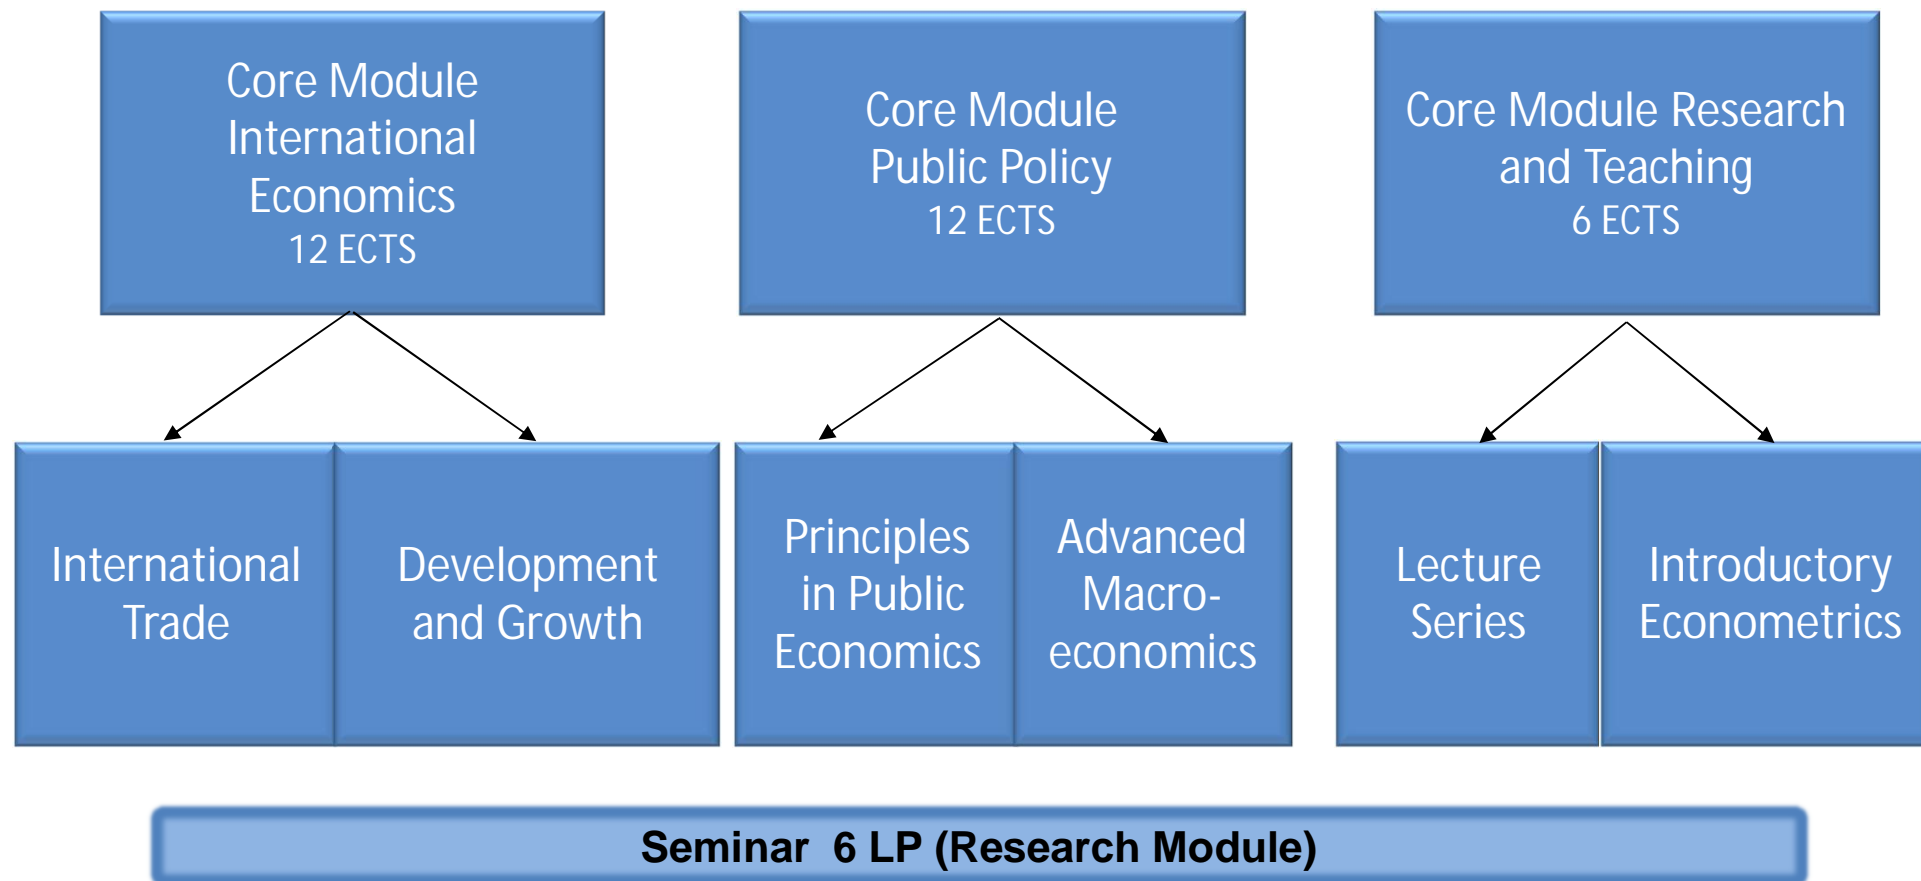 Core Module
International
Economics
12 ECTS
Core Module
Public Policy
12 ECTS
Core Module Research
and Teaching
6 ECTS
International
Trade
Development
and Growth
Principles
in Public
Economics
Advanced
Macro-
economics
Lecture
Series
Introductory
Econometrics
Seminar  6 LP (Research Module)